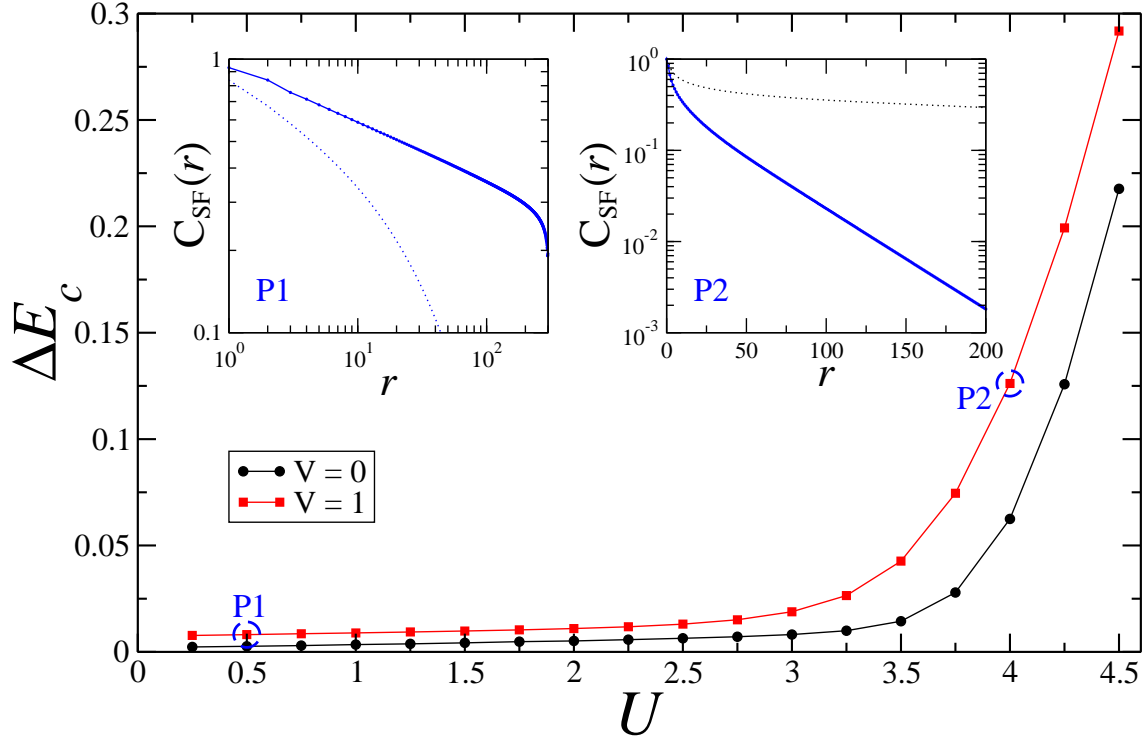 0.3
0.25
0.2
0.15
0.1
0.05
0
ΔE_c
1
0.1
C_SF(r)
P1
10^0
10^1
10^2
r
10^0
10^-1
10^-2
10^-3
C_SF(r)
P2
0
50
100
150
200
r
P2
V = 0
V = 1
P1
0
0.5
1
1.5
2
2.5
3
3.5
4
4.5
U